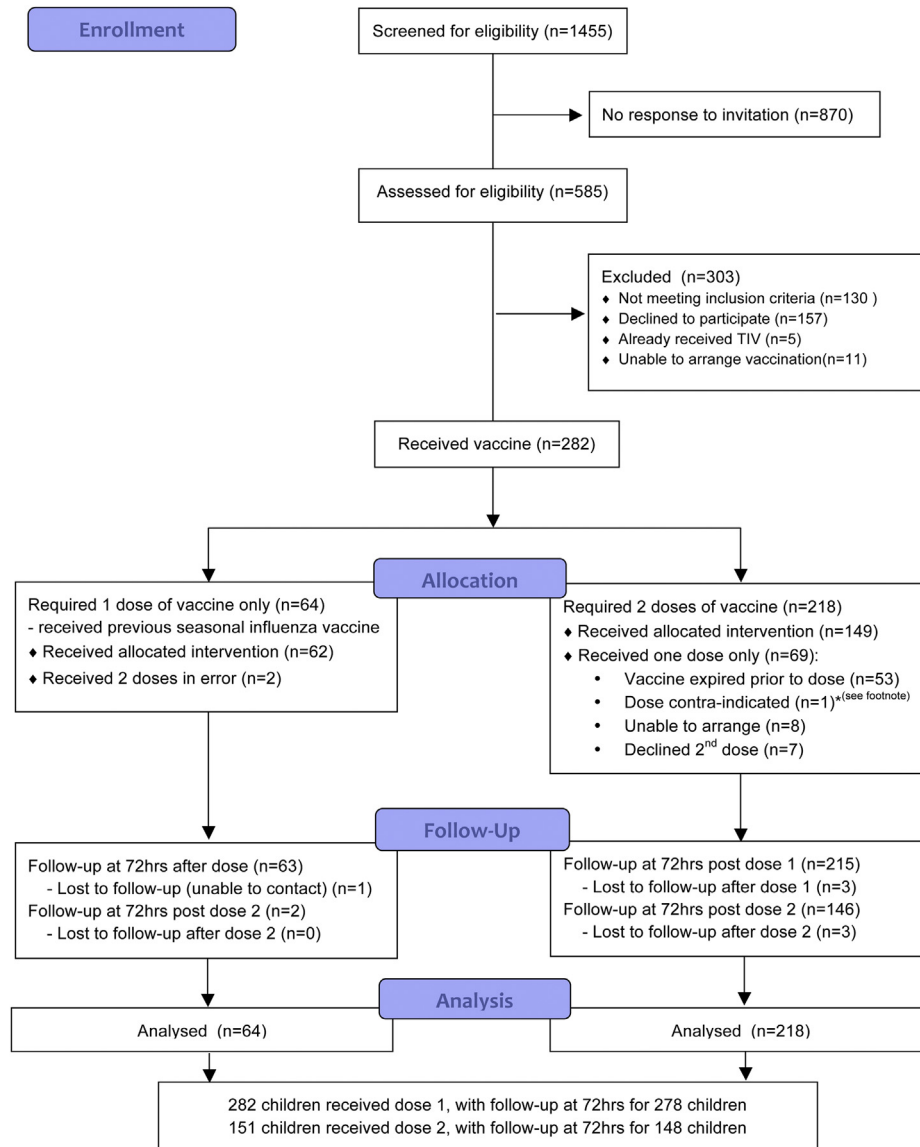 Enrollment
Screened for eligibility (n=1455)
No response to invitation (n=870)
Assessed for eligibility (n=585)
Excluded (n=303)
♦ Not meeting inclusion criteria (n=130 )
♦ Declined to participate (n=157)
♦ Already received TIV (n=5)
♦ Unable to arrange vaccination(n=11)
Received vaccine (n=282)
Allocation
Required 1 dose of vaccine only (n=64)
- received previous seasonal influenza vaccine
♦ Received allocated intervention (n=62)
♦ Received 2 doses in error (n=2)
Required 2 doses of vaccine (n=218)
♦ Received allocated intervention (n=149)
♦ Received one dose only (n=69):
• Vaccine expired prior to dose (n=53)
• Dose contra-indicated (n=1)*(see footnote)
• Unable to arrange (n=8)
• Declined 2nd dose (n=7)
Follow-Up
Follow-up at 72hrs after dose (n=63)
- Lost to follow-up (unable to contact) (n=1)
Follow-up at 72hrs post dose 2 (n=2)
- Lost to follow-up after dose 2 (n=0)
Follow-up at 72hrs post dose 1 (n=215)
- Lost to follow-up after dose 1 (n=3)
Follow-up at 72hrs post dose 2 (n=146)
- Lost to follow-up after dose 2 (n=3)
Analysis
Analysed (n=64)
Analysed (n=218)
282 children received dose 1, with follow-up at 72hrs for 278 children
151 children received dose 2, with follow-up at 72hrs for 148 children